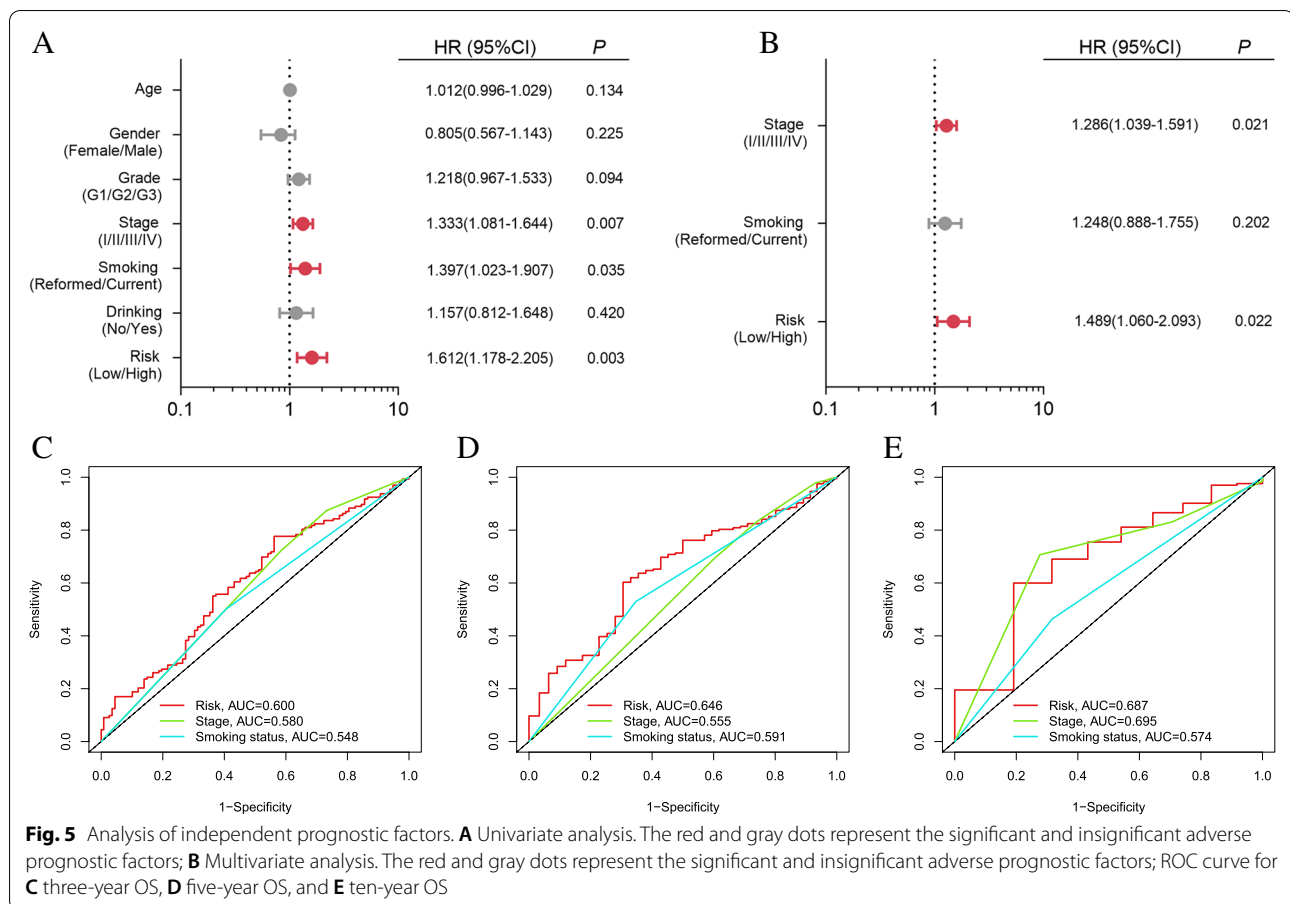 A
HR (95%CI) P
Age 1.012(0.996-1.029) 0.134
Gender 0.805(0.567-1.143) 0.225
(Female/Male)
Grade 1.218(0.967-1.533) 0.094
(G1/G2/G3)
Stage 1.333(1.081-1.644) 0.007
(I/II/III/IV)
Smoking 1.397(1.023-1.907) 0.035
(Reformed/Current)
Drinking 1.157(0.812-1.648) 0.420
(No/Yes)
Risk 1.612(1.178-2.205) 0.003
(Low/High)
0.1 1 10
B
HR (95%CI) P
Stage 1.286(1.039-1.591) 0.021
(I/II/III/IV)
Smoking 1.248(0.888-1.755) 0.202
(Reformed/Current)
Risk 1.489(1.060-2.093) 0.022
(Low/High)
0.1 1 10
C
Sensitivity
1.0
0.8
0.6
0.4
0.2
0.0
Risk, AUC=0.600
Stage, AUC=0.580
Smoking status, AUC=0.548
0.0 0.2 0.4 0.6 0.8 1.0
1−Specificity
D
Sensitivity
1.0
0.8
0.6
0.4
0.2
0.0
Risk, AUC=0.646
Stage, AUC=0.555
Smoking status, AUC=0.591
0.0 0.2 0.4 0.6 0.8 1.0
1−Specificity
E
Sensitivity
1.0
0.8
0.6
0.4
0.2
0.0
Risk, AUC=0.687
Stage, AUC=0.695
Smoking status, AUC=0.574
0.0 0.2 0.4 0.6 0.8 1.0
1−Specificity
Fig. 5 Analysis of independent prognostic factors. A Univariate analysis. The red and gray dots represent the significant and insignificant adverse
prognostic factors; B Multivariate analysis. The red and gray dots represent the significant and insignificant adverse prognostic factors; ROC curve for
C three-year OS, D five-year OS, and E ten-year OS